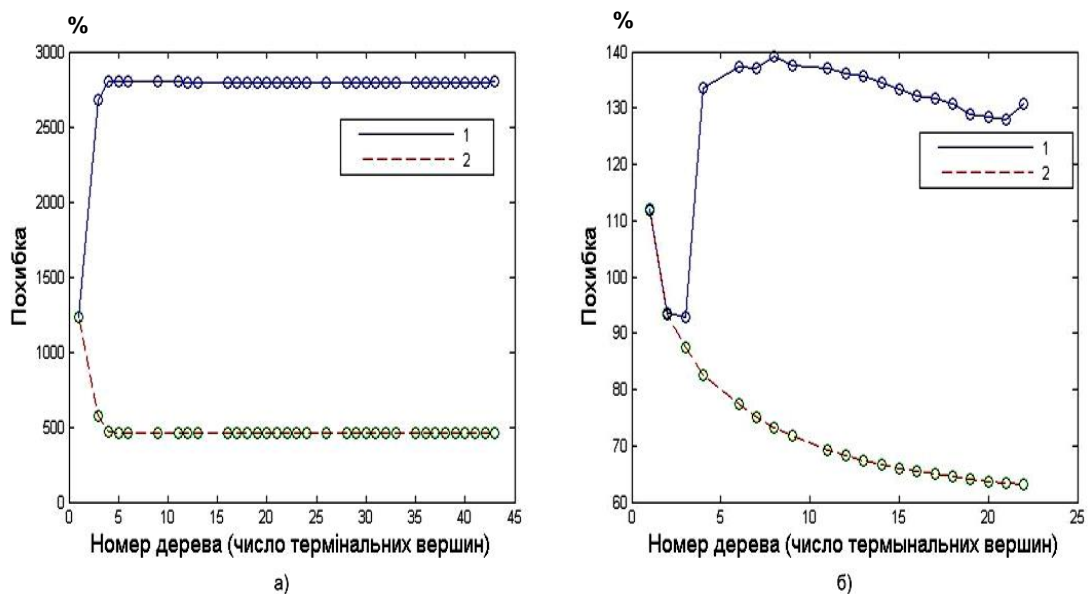 %
3000
2500
2000
1500
1000
500
0
Похибка
1
2
0 5 10 15 20 25 30 35 40 45
Номер дерева (число термінальних вершин)
а)
%
140
130
120
110
100
90
80
70
60
Похибка
1
2
0 5 10 15 20 25
Номер дерева (число термынальних вершин)
б)